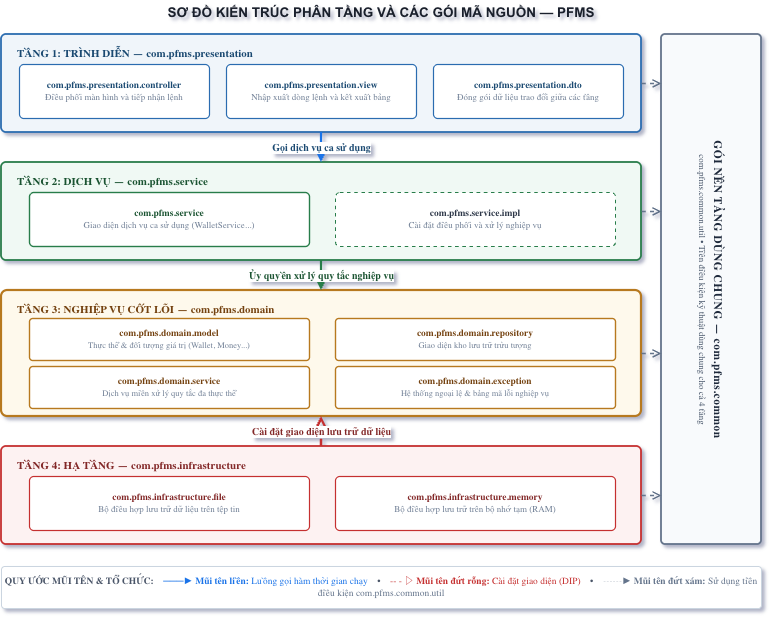 SƠ ĐỒ KIẾN TRÚC PHÂN TẦNG VÀ CÁC GÓI MÃ NGUỒN — PFMS
TẦNG 1: TRÌNH DIỄN — com.pfms.presentation
com.pfms.presentation.controller
Điều phối màn hình và tiếp nhận lệnh
com.pfms.presentation.view
Nhập xuất dòng lệnh và kết xuất bảng
com.pfms.presentation.dto
Đóng gói dữ liệu trao đổi giữa các tầng
Gọi dịch vụ ca sử dụng
TẦNG 2: DỊCH VỤ — com.pfms.service
com.pfms.service
Giao diện dịch vụ ca sử dụng (WalletService...)
com.pfms.service.impl
Cài đặt điều phối và xử lý nghiệp vụ
Ủy quyền xử lý quy tắc nghiệp vụ
TẦNG 3: NGHIỆP VỤ CỐT LÕI — com.pfms.domain
com.pfms.domain.model
Thực thể & đối tượng giá trị (Wallet, Money...)
com.pfms.domain.repository
Giao diện kho lưu trữ trừu tượng
com.pfms.domain.service
Dịch vụ miền xử lý quy tắc đa thực thể
com.pfms.domain.exception
Hệ thống ngoại lệ & bảng mã lỗi nghiệp vụ
Cài đặt giao diện lưu trữ dữ liệu
TẦNG 4: HẠ TẦNG — com.pfms.infrastructure
com.pfms.infrastructure.file
Bộ điều hợp lưu trữ dữ liệu trên tệp tin
com.pfms.infrastructure.memory
Bộ điều hợp lưu trên bộ nhớ tạm (RAM)
GÓI NỀN TẢNG DÙNG CHUNG — com.pfms.common
com.pfms.common.util • Tiện điều kiện kỹ thuật dùng chung cho cả 4 tầng
QUY ƯỚC MŨI TÊN & TỔ CHỨC: ──▶ Mũi tên liền: Luồng gọi hàm thời gian chạy • -- - ▷ Mũi tên đứt rỗng: Cài đặt giao diện (DIP) • ┈┈▶ Mũi tên đứt xám: Sử dụng tiện
điều kiện com.pfms.common.util